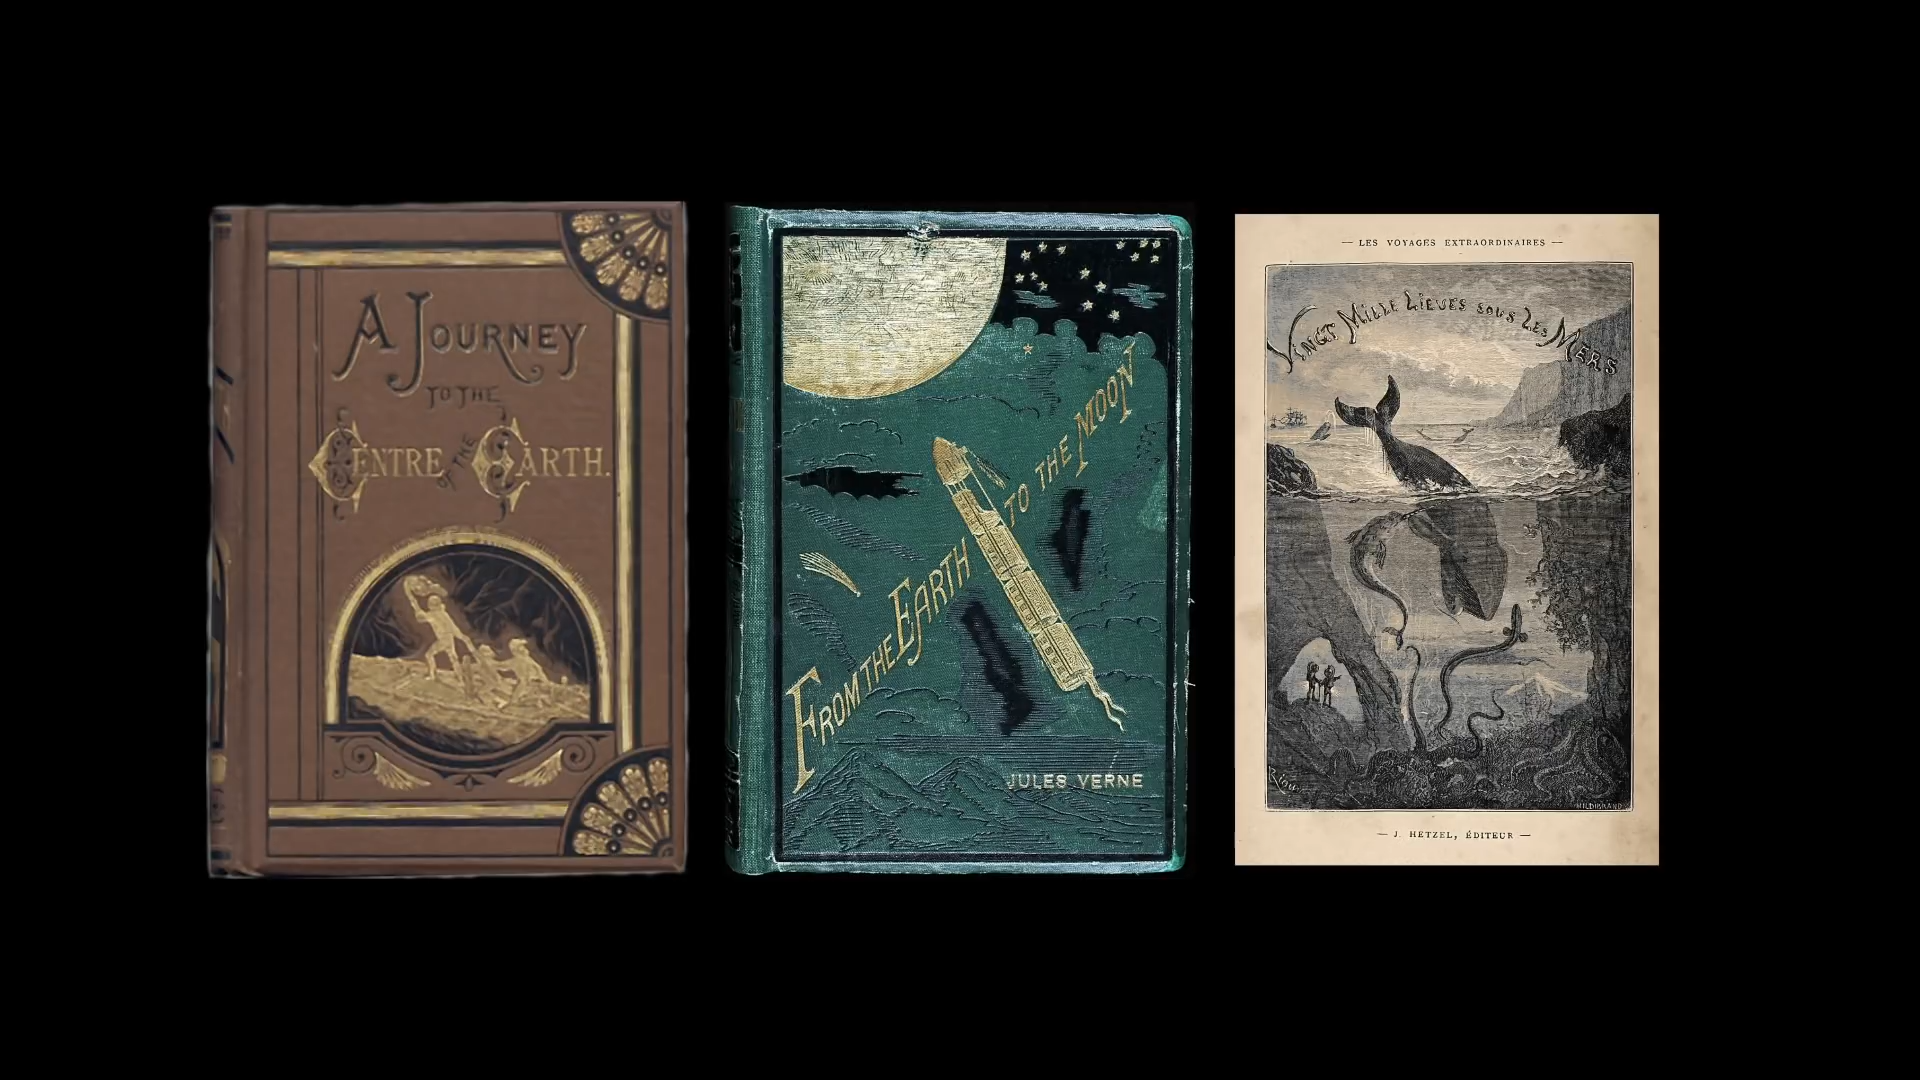 A JOURNEY
TO THE
CENTRE OF THE EARTH.
FROM THE EARTH TO THE MOON
JULES VERNE
— LES VOYAGES EXTRAORDINAIRES —
VINGT MILLE LIEUES SOUS LES MERS
Riou
HILDIBRAND
— J. HETZEL, ÉDITEUR —